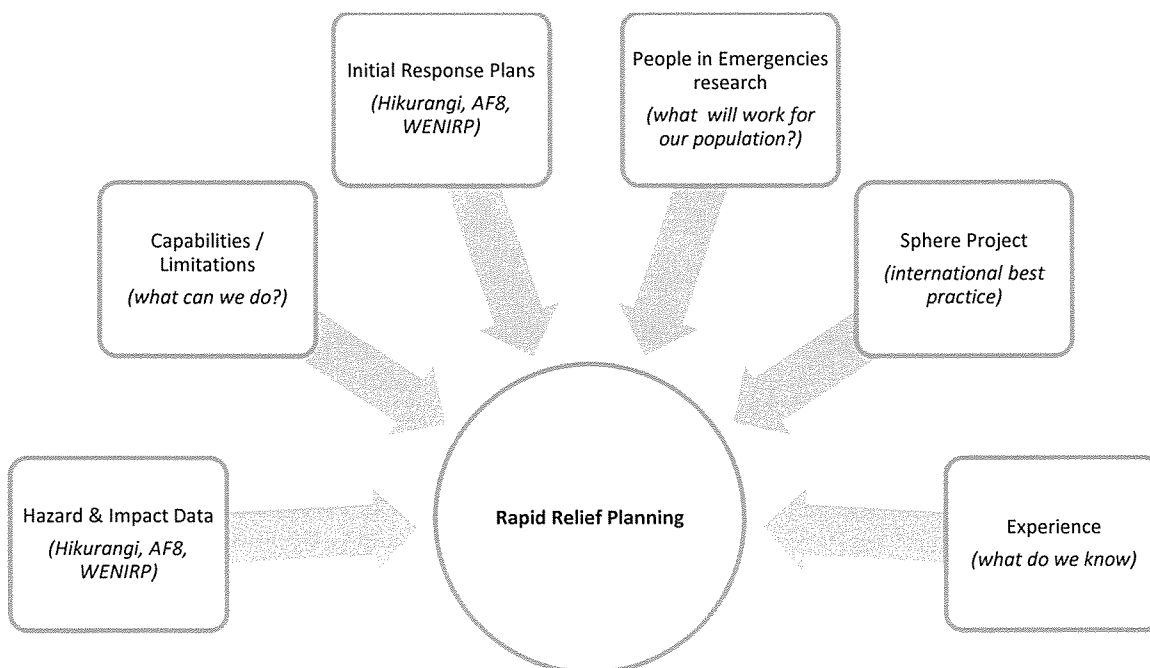 Initial Response Plans
(Hikurangi, AF8,
WENIRP)
People in Emergencies
research
(what will work for
our population?)
Capabilities /
Limitations
(what can we do?)
Sphere Project
(international best
practice)
Hazard & Impact Data
(Hikurangi, AF8,
WENIRP)
Rapid Relief Planning
Experience
(what do we know)